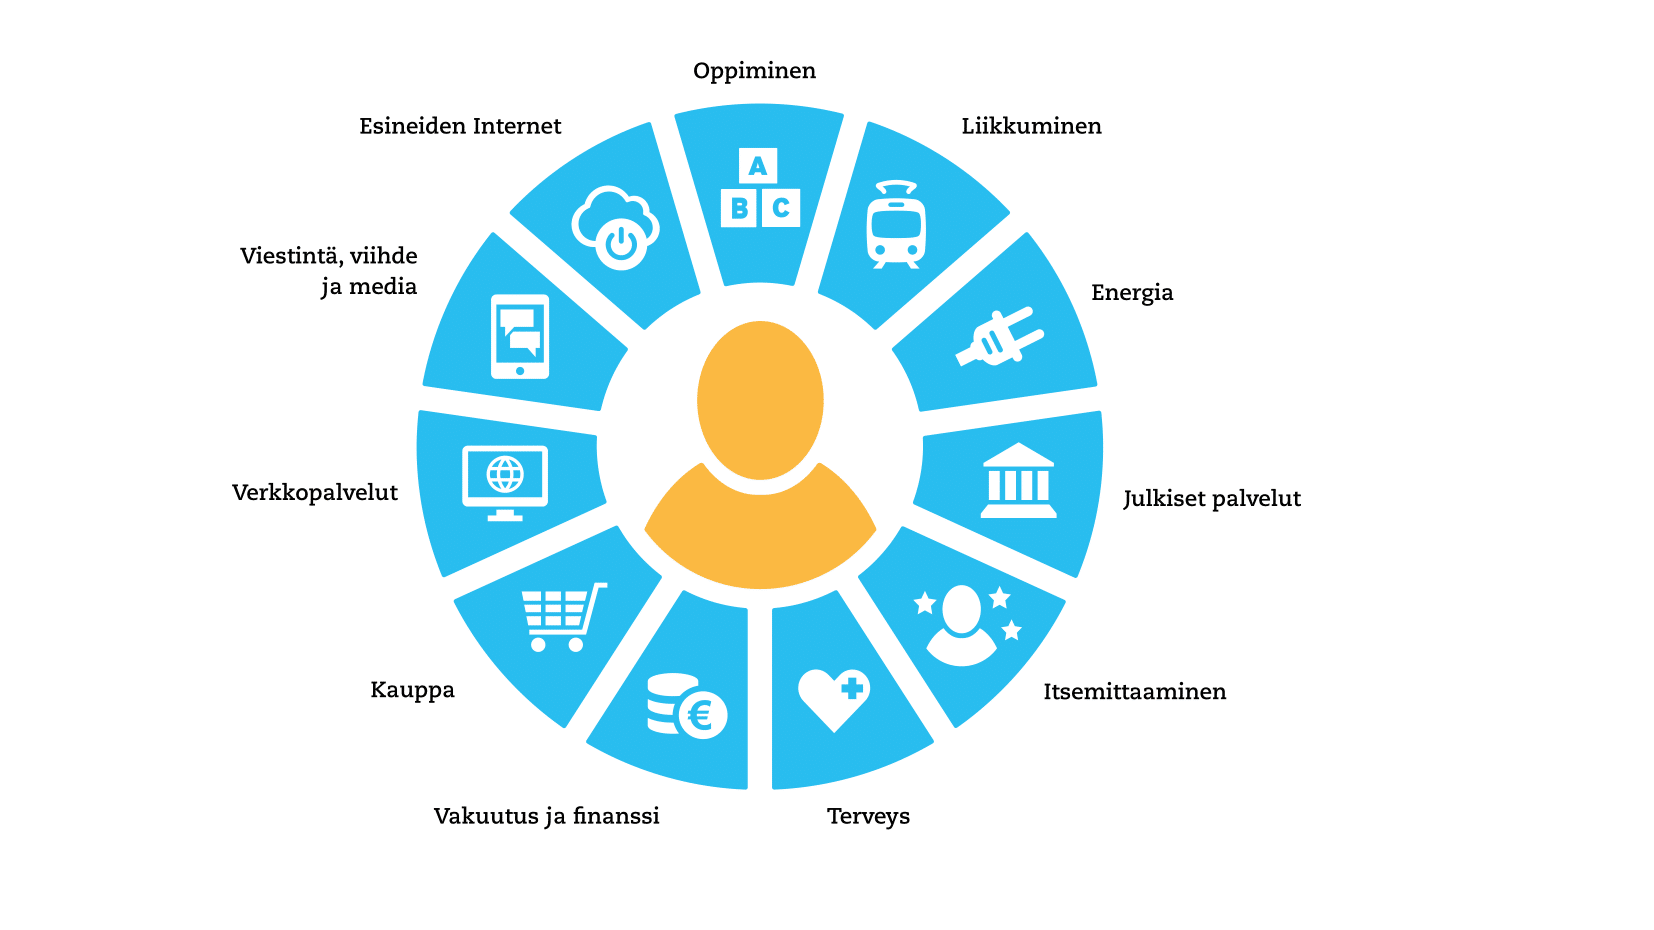 Oppiminen
Esineiden Internet
Liikkuminen
A
B C
Viestintä, viihde
ja media
Energia
Verkkopalvelut
Julkiset palvelut
Kauppa
Itsemittaaminen
€
Vakuutus ja finanssi
Terveys